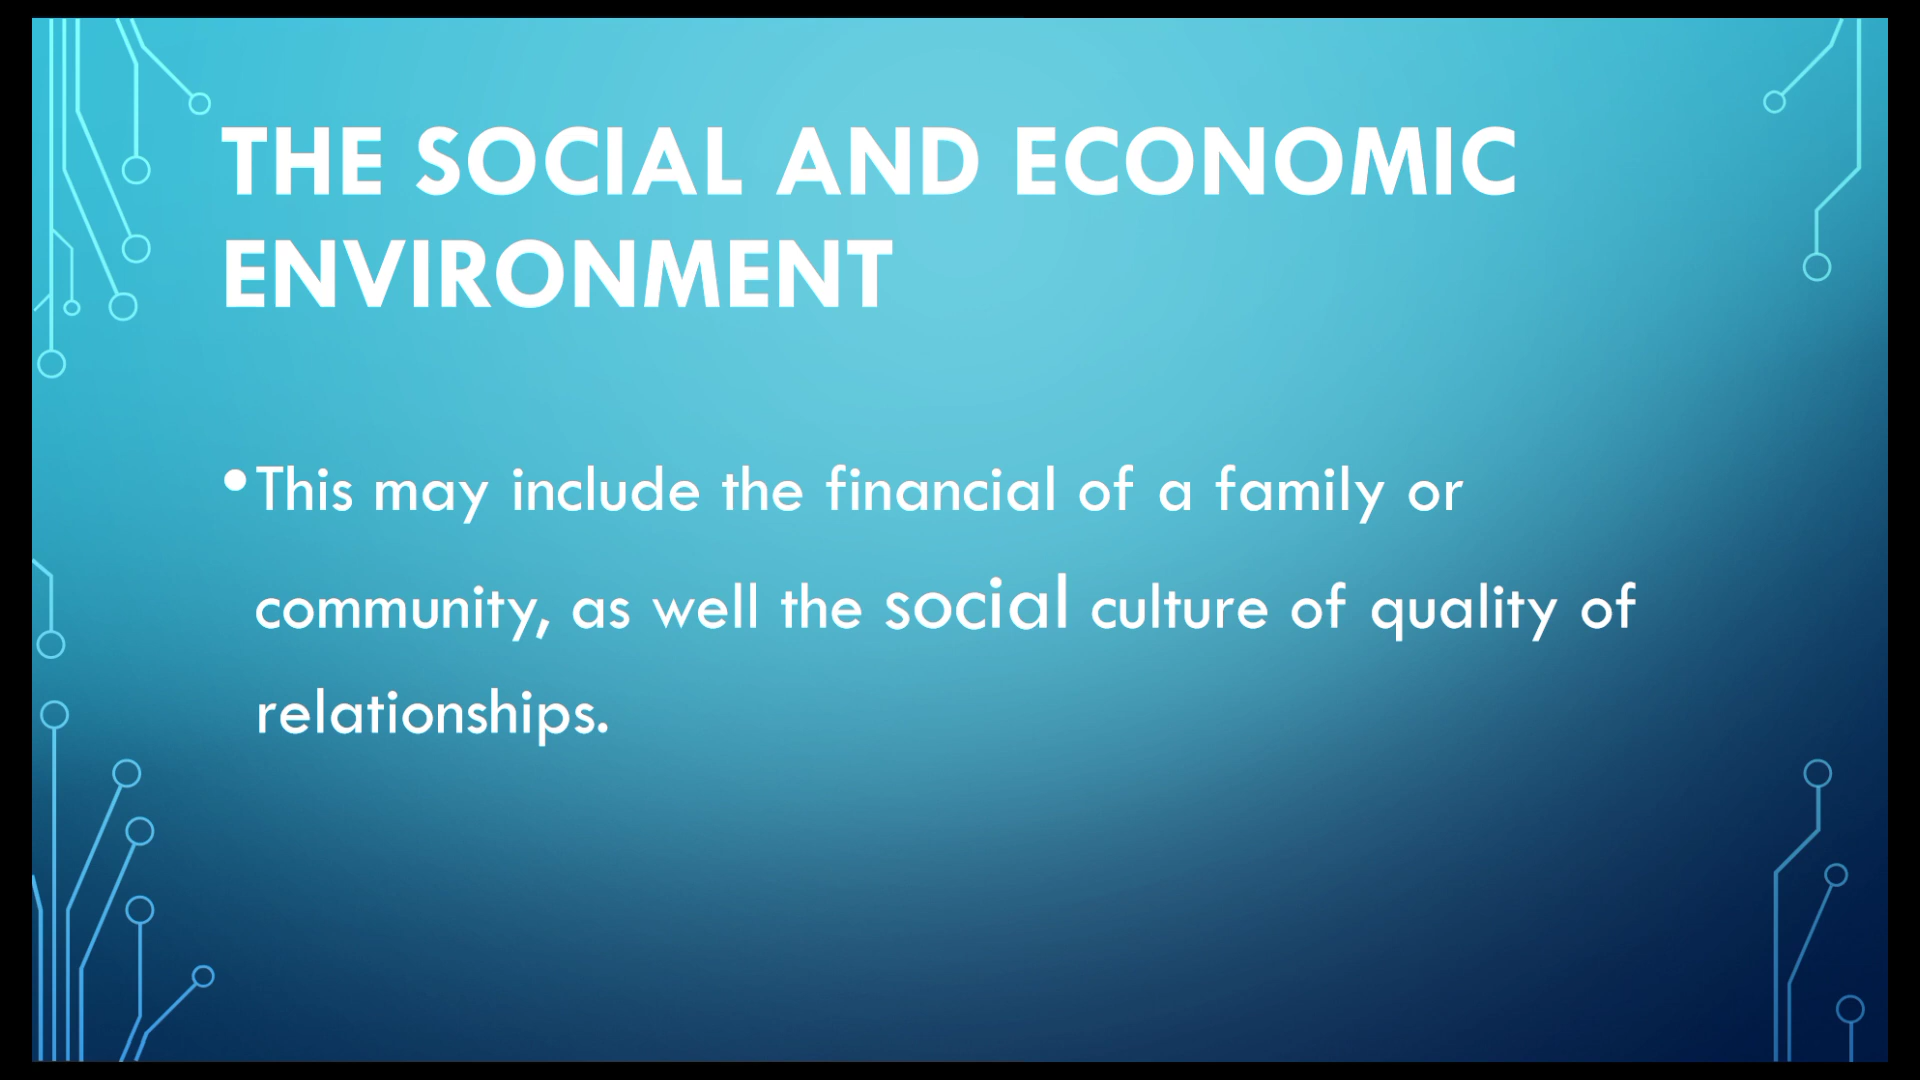 THE SOCIAL AND ECONOMIC
ENVIRONMENT
•This may include the financial of a family or
community, as well the social culture of quality of
relationships.